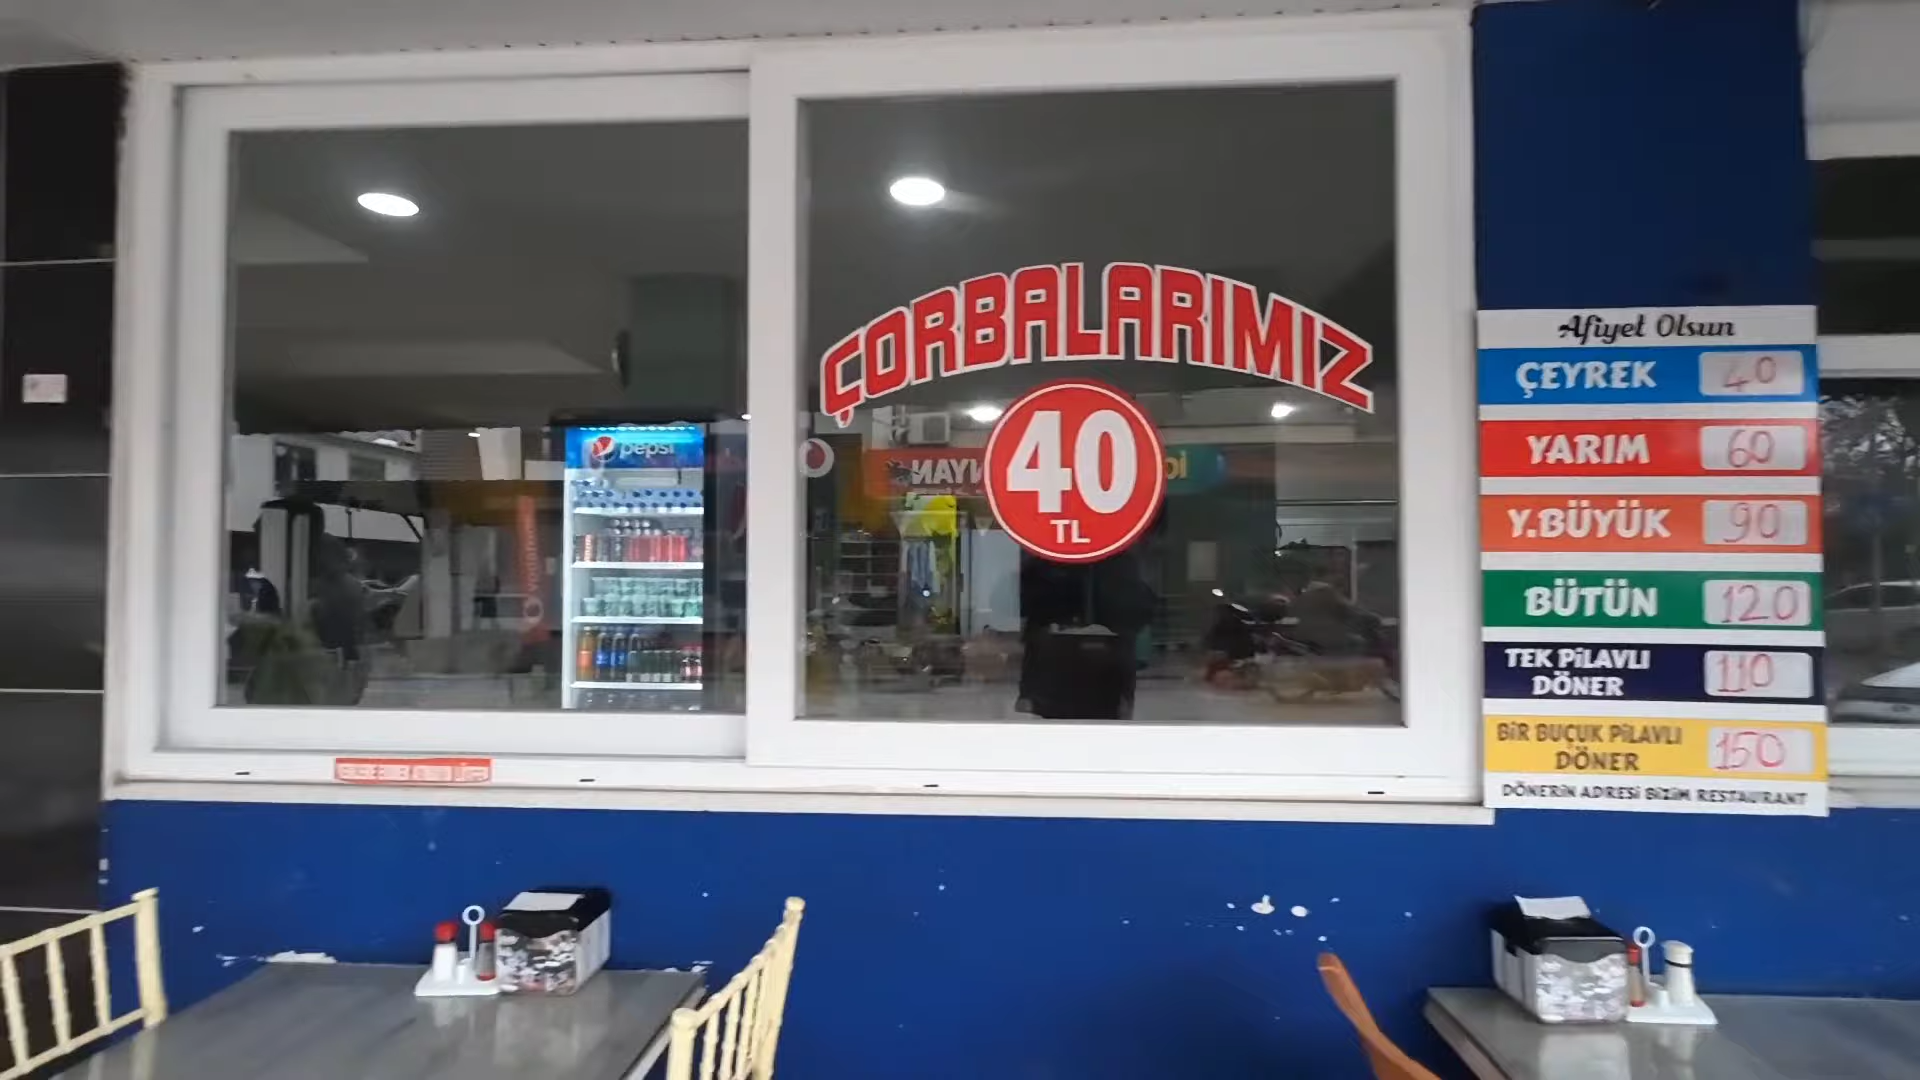 pepsi
ÇORBALARIMIZ
40
TL
Afiyet Olsun
ÇEYREK 40
YARIM 60
Y.BÜYÜK 90
BÜTÜN 120
TEK PİLAVLI
DÖNER 110
BİR BUÇUK PİLAVLI
DÖNER 150
DÖNERİN ADRESİ BİZİM RESTAURANT
vodafone